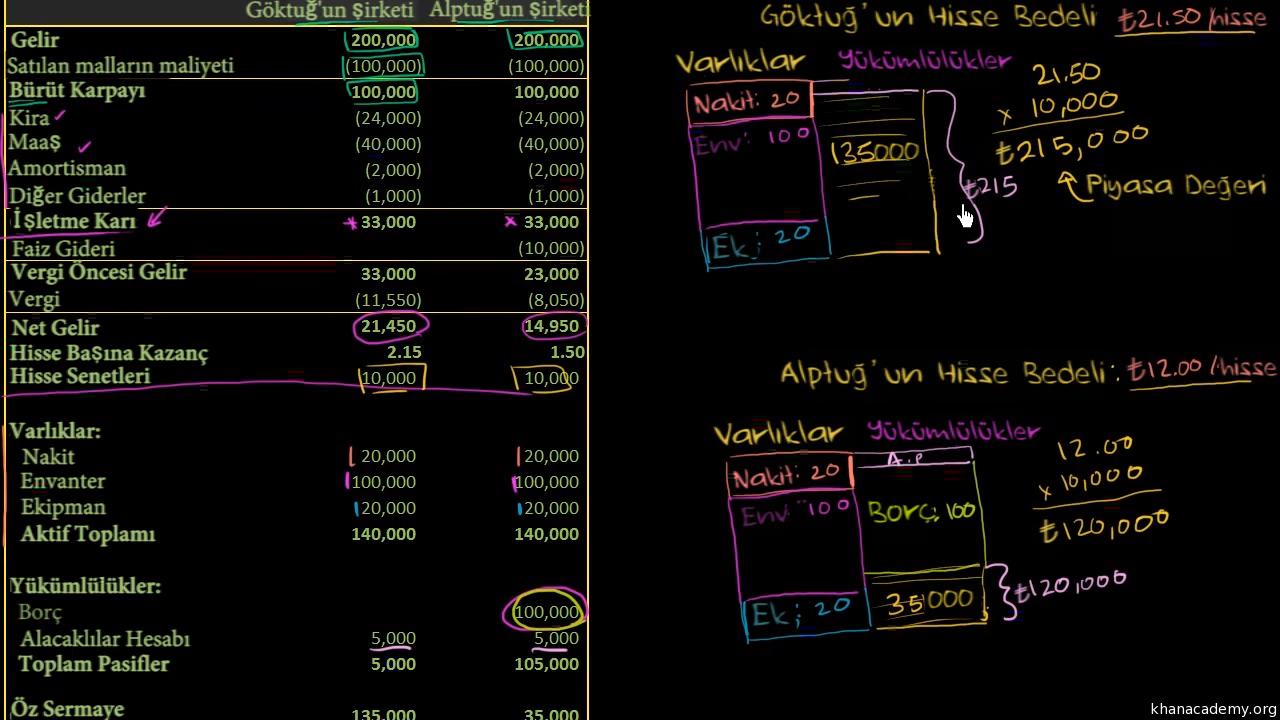 Göktuğ'un Şirketi Alptuğ'un Şirketi
Gelir 200,000 200,000
Satılan malların maliyeti (100,000) (100,000)
Bürüt Karpayı 100,000 100,000
Kira (24,000) (24,000)
Maaş (40,000) (40,000)
Amortisman (2,000) (2,000)
Diğer Giderler (1,000) (1,000)
İşletme Karı 33,000 33,000
Faiz Gideri (10,000)
Vergi Öncesi Gelir 33,000 23,000
Vergi (11,550) (8,050)
Net Gelir 21,450 14,950
Hisse Başına Kazanç 2.15 1.50
Hisse Senetleri 10,000 10,000
Varlıklar:
Nakit 20,000 20,000
Envanter 100,000 100,000
Ekipman 20,000 20,000
Aktif Toplamı 140,000 140,000
Yükümlülükler:
Borç 100,000
Alacaklılar Hesabı 5,000 5,000
Toplam Pasifler 5,000 105,000
Öz Sermaye 135,000 35,000
Göktuğ'un Hisse Bedeli ₺21.50/hisse
Varlıklar Yükümlülükler
Nakit: 20
Env: 100
Ek; 20
135000
₺215
21.50
x 10,000
₺215,000
Piyasa Değeri
Alptuğ'un Hisse Bedeli: ₺12.00/hisse
Varlıklar Yükümlülükler
Nakit: 20
A.P
Env 100
Borç: 100
Ek; 20
35000
₺120,000
12.00
x 10,000
₺120,000
khanacademy.org